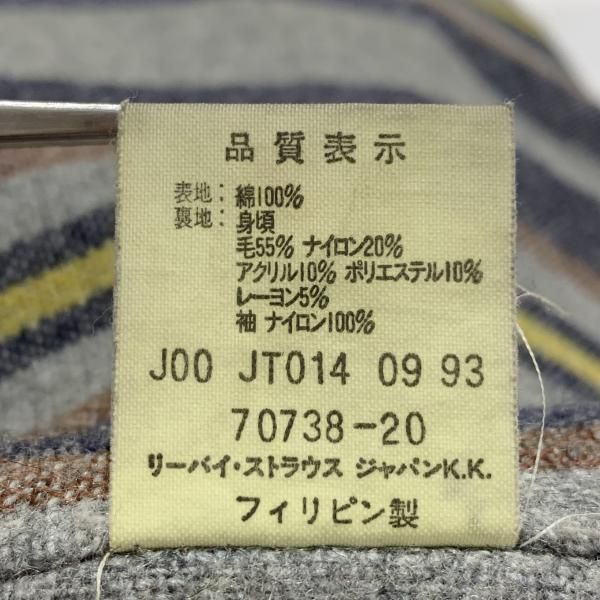 品質表示
表地：綿100%
裏地：身頃
毛55% ナイロン20%
アクリル10% ポリエステル10%
レーヨン5%
袖 ナイロン100%
J00 JT014 09 93
70738-20
リーバイ・ストラウス ジャパンK.K.
フィリピン製